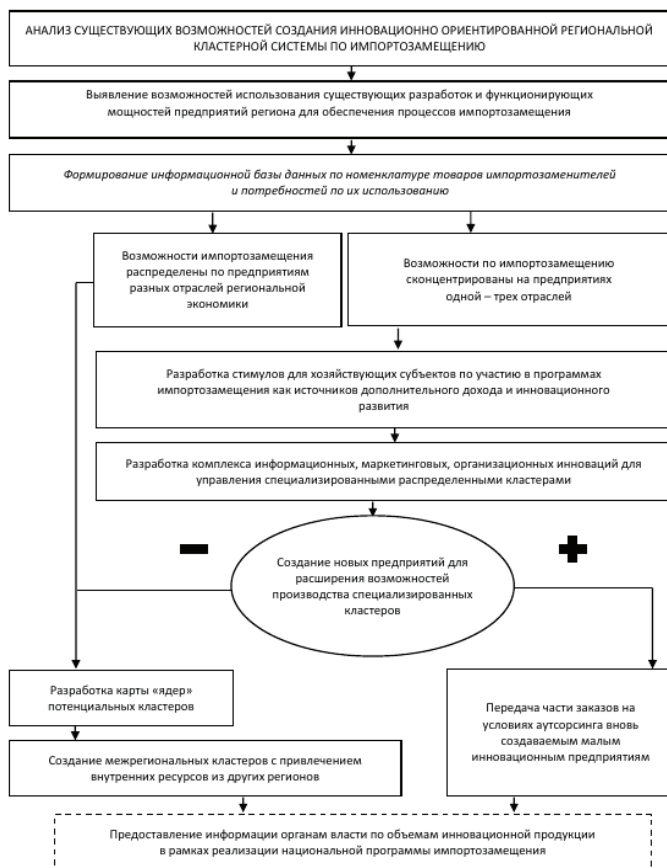 АНАЛИЗ СУЩЕСТВУЮЩИХ ВОЗМОЖНОСТЕЙ СОЗДАНИЯ ИННОВАЦИОННО ОРИЕНТИРОВАННОЙ РЕГИОНАЛЬНОЙ
КЛАСТЕРНОЙ СИСТЕМЫ ПО ИМПОРТОЗАМЕЩЕНИЮ
Выявление возможностей использования существующих разработок и функционирующих
мощностей предприятий региона для обеспечения процессов импортозамещения
Формирование информационной базы данных по номенклатуре товаров импортозаменителей
и потребностей по их использованию
Возможности импортозамещения
распределены по предприятиям
разных отраслей региональной
экономики
Возможности по импортозамещению
сконцентрированы на предприятиях
одной – трех отраслей
Разработка стимулов для хозяйствующих субъектов по участию в программах
импортозамещения как источников дополнительного дохода и инновационного
развития
Разработка комплекса информационных, маркетинговых, организационных инноваций для
управления специализированными распределенными кластерами
Создание новых предприятий для
расширения возможностей
производства специализированных
кластеров
Разработка карты «ядер»
потенциальных кластеров
Передача части заказов на
условиях аутсорсинга вновь
создаваемым малым
инновационным предприятиям
Создание межрегиональных кластеров с привлечением
внутренних ресурсов из других регионов
Предоставление информации органам власти по объемам инновационной продукции
в рамках реализации национальной программы импортозамещения